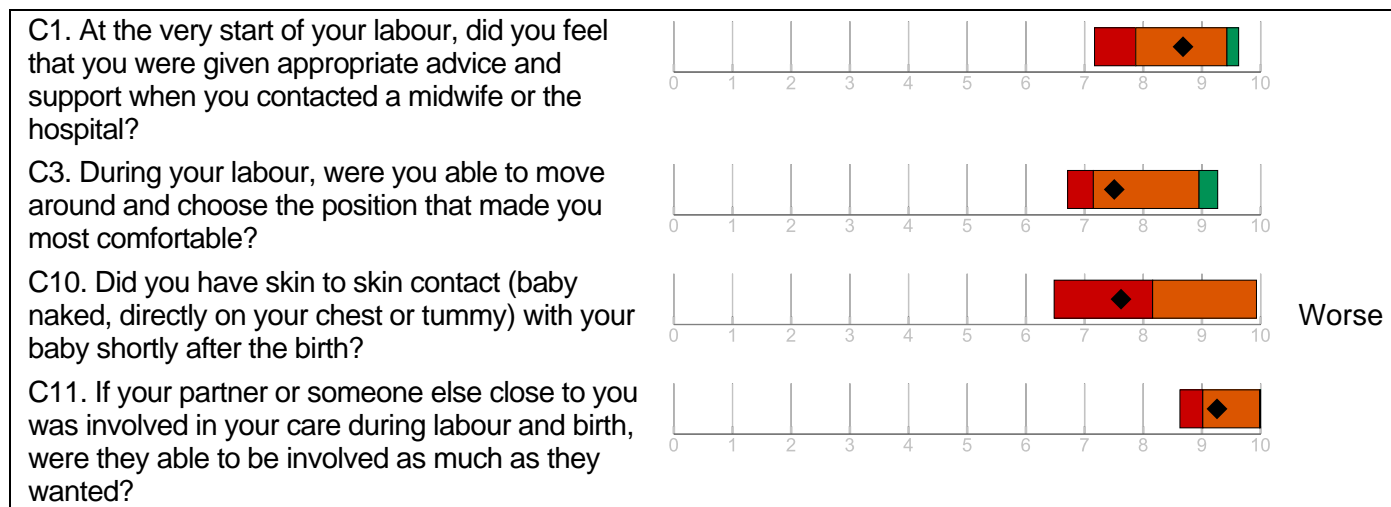 C1. At the very start of your labour, did you feel
that you were given appropriate advice and
support when you contacted a midwife or the
hospital?
0 1 2 3 4 5 6 7 8 9 10
C3. During your labour, were you able to move
around and choose the position that made you
most comfortable?
0 1 2 3 4 5 6 7 8 9 10
C10. Did you have skin to skin contact (baby
naked, directly on your chest or tummy) with your
baby shortly after the birth?
0 1 2 3 4 5 6 7 8 9 10
Worse
C11. If your partner or someone else close to you
was involved in your care during labour and birth,
were they able to be involved as much as they
wanted?
0 1 2 3 4 5 6 7 8 9 10